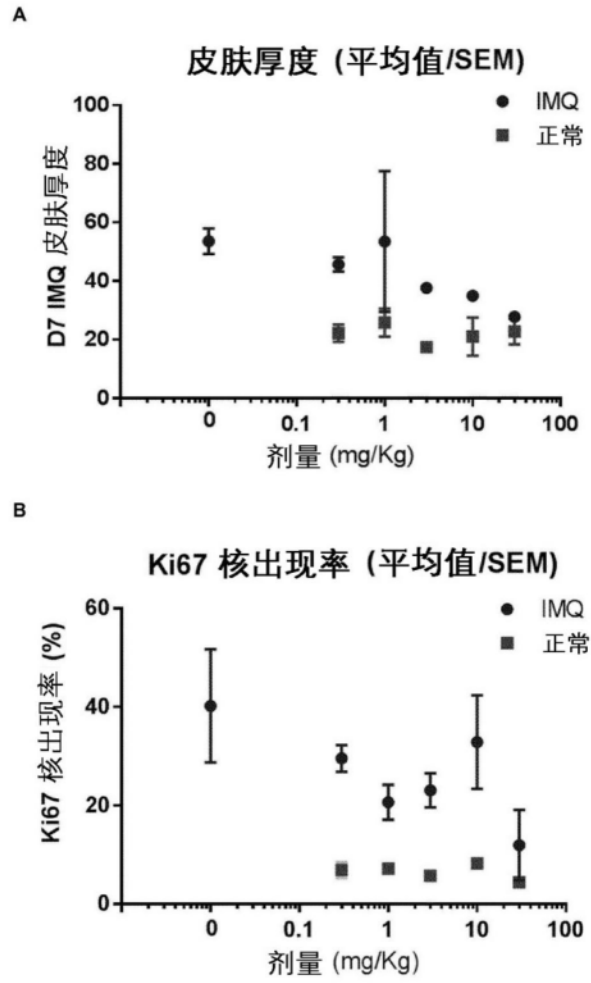 A
皮肤厚度 (平均值/SEM)
IMQ
正常
D7 IMQ 皮肤厚度
100
80
60
40
20
0
0 0.1 1 10 100
剂量 (mg/Kg)
B
Ki67 核出现率 (平均值/SEM)
IMQ
正常
Ki67 核出现率 (%)
60
40
20
0
0 0.1 1 10 100
剂量 (mg/Kg)